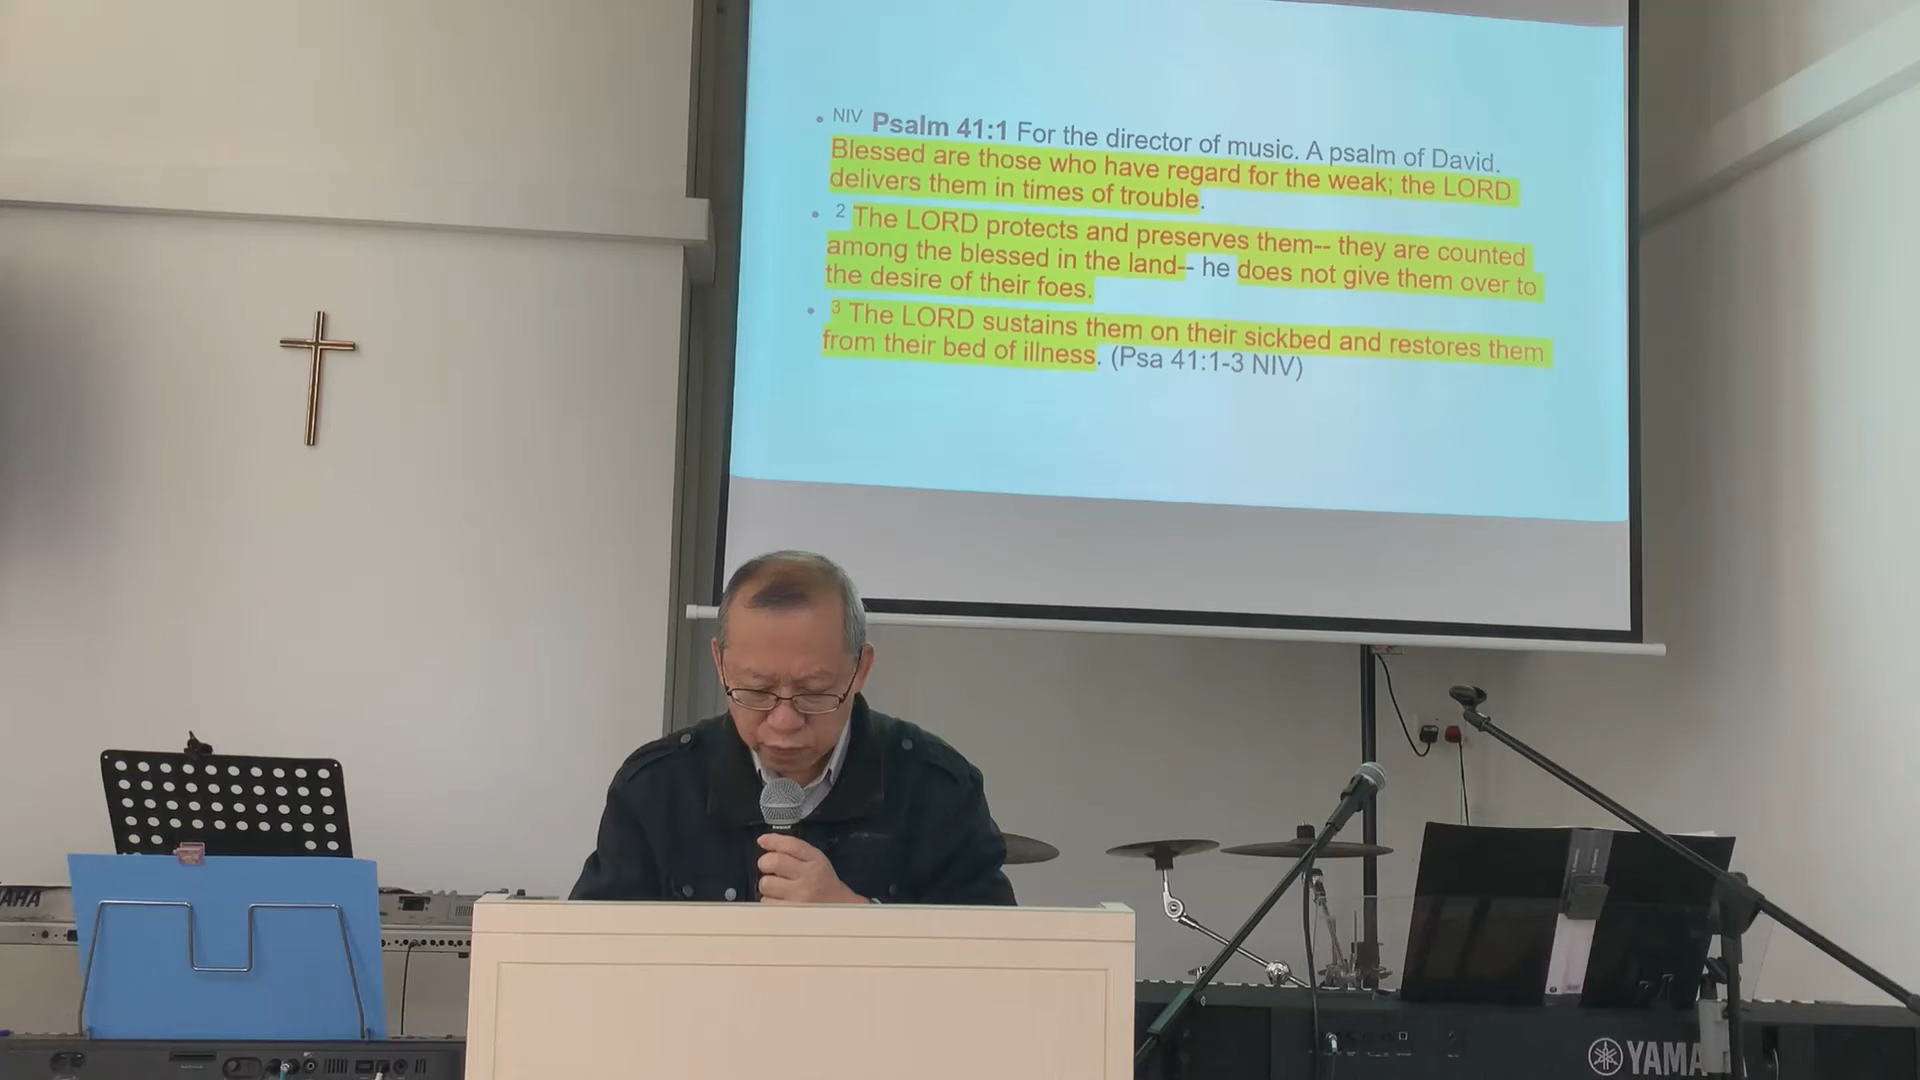 • NIV Psalm 41:1 For the director of music. A psalm of David.
Blessed are those who have regard for the weak; the LORD
delivers them in times of trouble.
• 2 The LORD protects and preserves them-- they are counted
among the blessed in the land-- he does not give them over to
the desire of their foes.
• 3 The LORD sustains them on their sickbed and restores them
from their bed of illness. (Psa 41:1-3 NIV)
AHA
YAMA